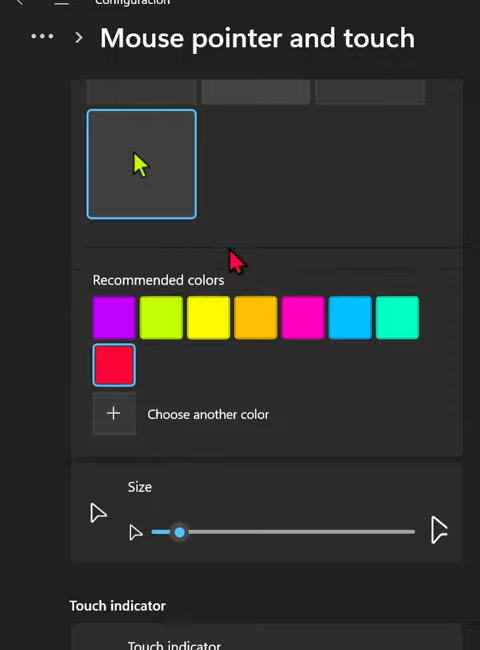 Configuración
Mouse pointer and touch
Recommended colors
Choose another color
Size
Touch indicator
Touch indicator